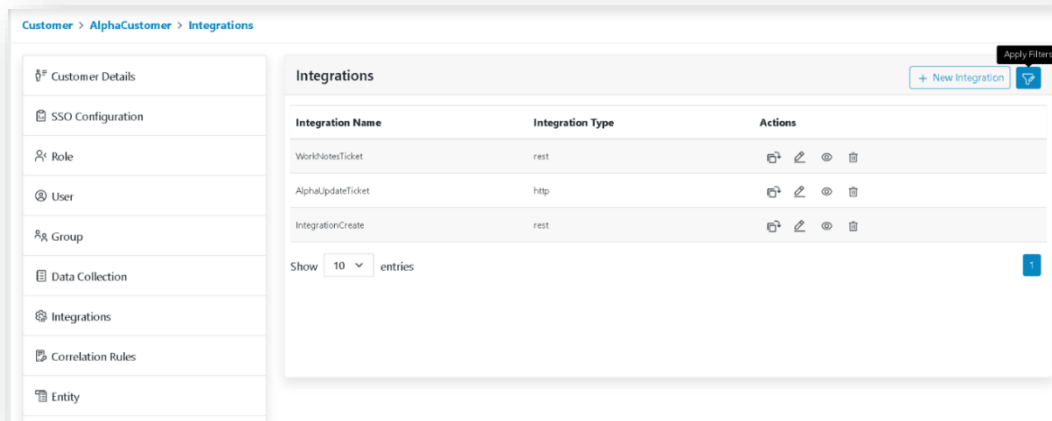 Customer > AlphaCustomer > Integrations
Customer Details
SSO Configuration
Role
User
Group
Data Collection
Integrations
Correlation Rules
Entity
Apply Filters
Integrations
+ New Integration
Integration Name Integration Type Actions
WorkNotesTicket rest
AlphaUpdateTicket http
IntegrationCreate rest
Show 10 entries
1